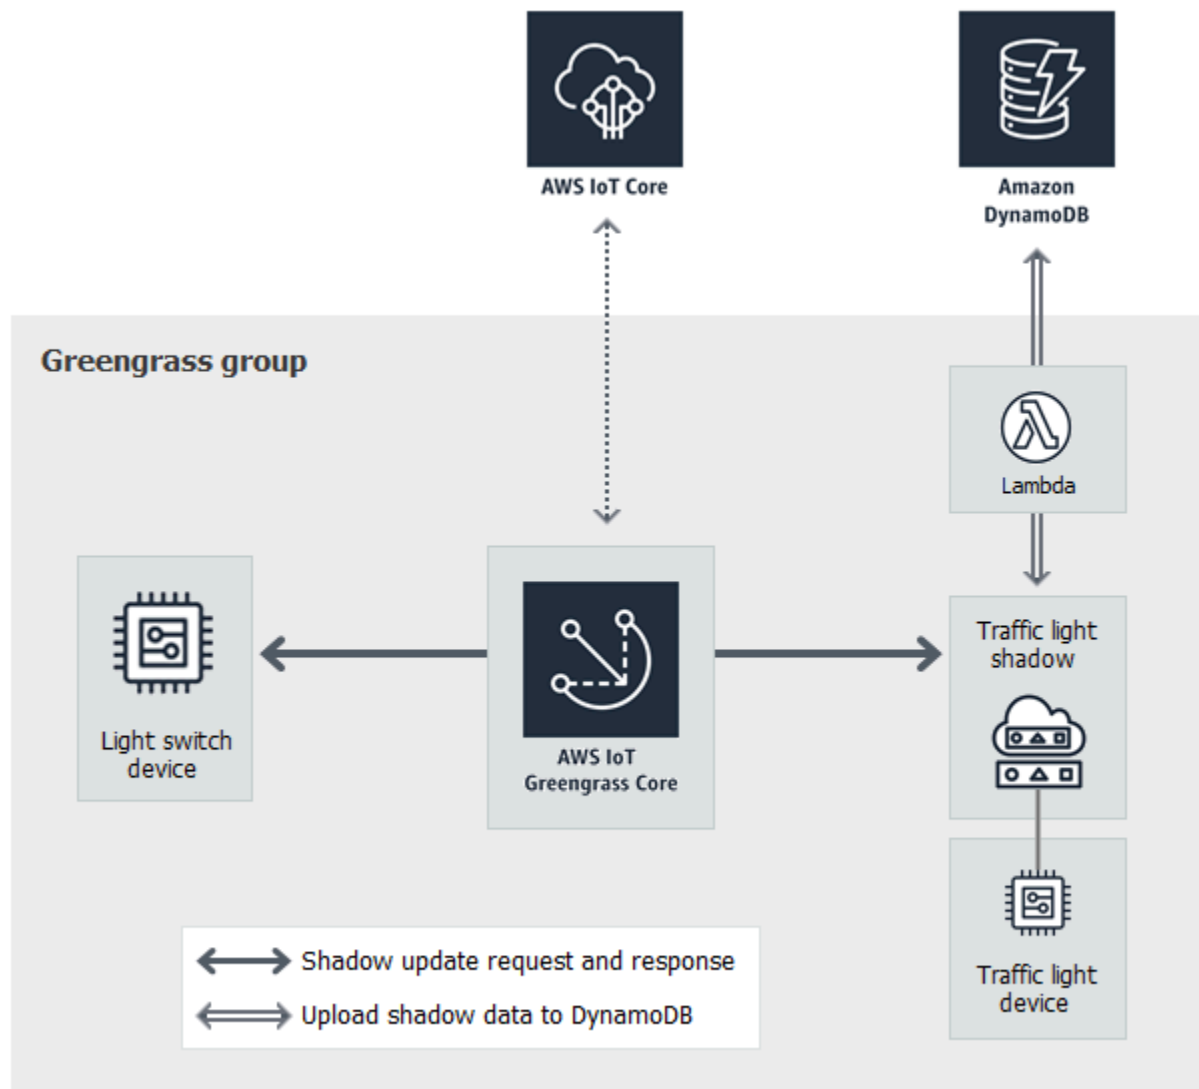 AWS IoT Core
Amazon
DynamoDB
Greengrass group
Lambda
Light switch
device
AWS IoT
Greengrass Core
Traffic light
shadow
Traffic light
device
Shadow update request and response
Upload shadow data to DynamoDB